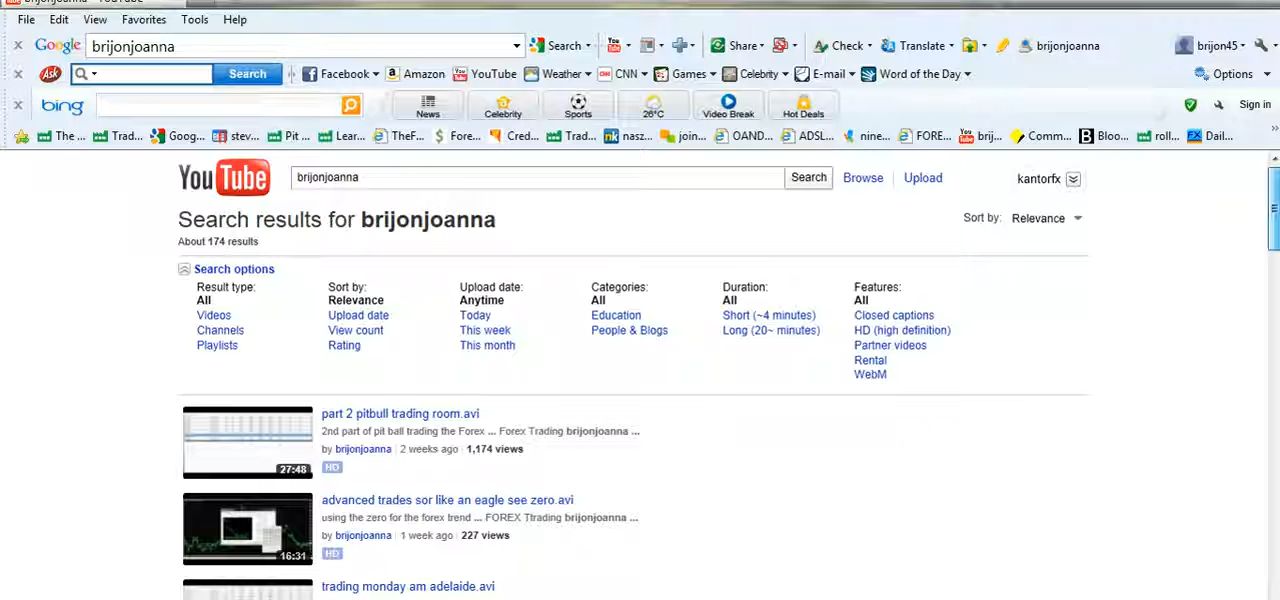 brijonjoanna - YouTube
File Edit View Favorites Tools Help
Google brijonjoanna Search Share Check Translate brijonjoanna brijon45
Ask Search Facebook Amazon YouTube Weather CNN Games Celebrity E-mail Word of the Day Options
bing News Celebrity Sports 26°C Video Break Hot Deals Sign in
The ... Trad... Goog... stev... Pit ... Lear... TheF... Fore... Cred... Trad... nasz... join... OAND... ADSL... nine... FORE... brij... Comm... Bloo... roll... Dail...
YouTube brijonjoanna Search Browse Upload kantorfx
Search results for brijonjoanna
Sort by: Relevance
About 174 results
Search options
Result type: Sort by: Upload date: Categories: Duration: Features:
All Relevance Anytime All All All
Videos Upload date Today Education Short (~4 minutes) Closed captions
Channels View count This week People & Blogs Long (20~ minutes) HD (high definition)
Playlists Rating This month Partner videos
Rental
WebM
part 2 pitbull trading room.avi
2nd part of pit ball trading the Forex ... Forex Trading brijonjoanna ...
by brijonjoanna 2 weeks ago 1,174 views
27:48 HD
advanced trades sor like an eagle see zero.avi
using the zero for the forex trend ... FOREX Ttrading brijonjoanna ...
by brijonjoanna 1 week ago 227 views
16:31 HD
trading monday am adelaide.avi